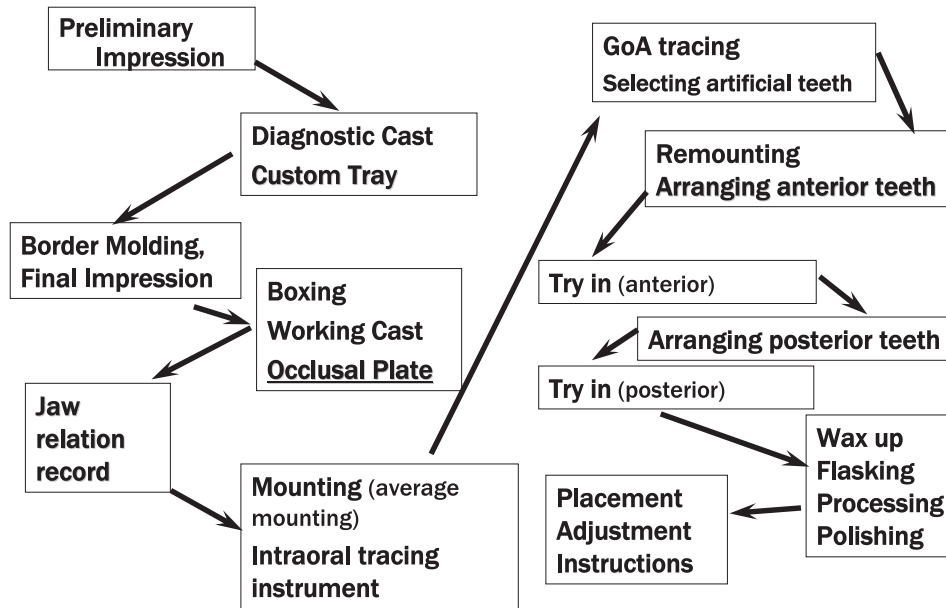 Preliminary
Impression
Diagnostic Cast
Custom Tray
Border Molding,
Final Impression
Boxing
Working Cast
Occlusal Plate
Jaw
relation
record
Mounting (average
mounting)
Intraoral tracing
instrument
GoA tracing
Selecting artificial teeth
Remounting
Arranging anterior teeth
Try in (anterior)
Arranging posterior teeth
Try in (posterior)
Wax up
Flasking
Processing
Polishing
Placement
Adjustment
Instructions